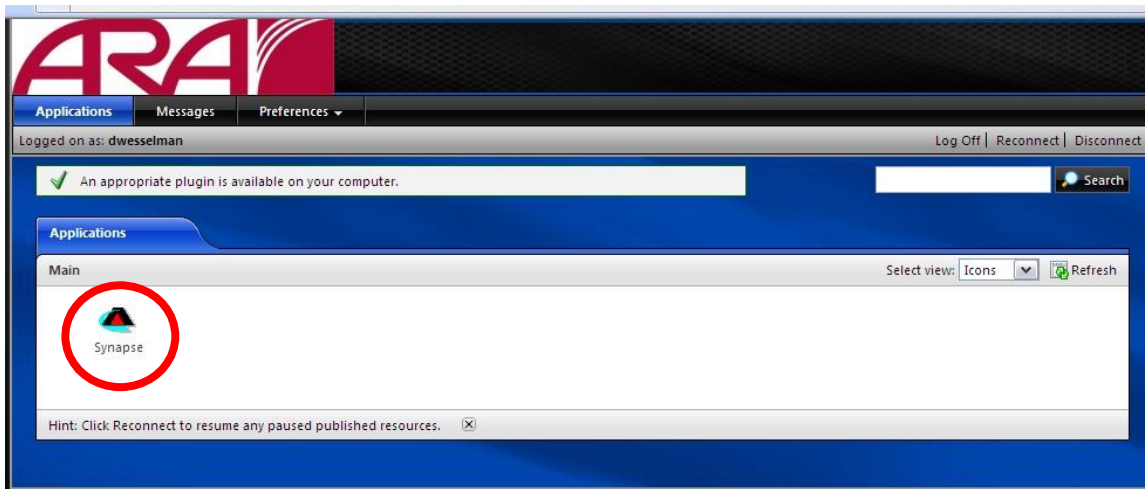 ARA
Applications Messages Preferences
Logged on as: dwesselman Log Off | Reconnect | Disconnect
An appropriate plugin is available on your computer.
Search
Applications
Main Select view: Icons Refresh
Synapse
Hint: Click Reconnect to resume any paused published resources.